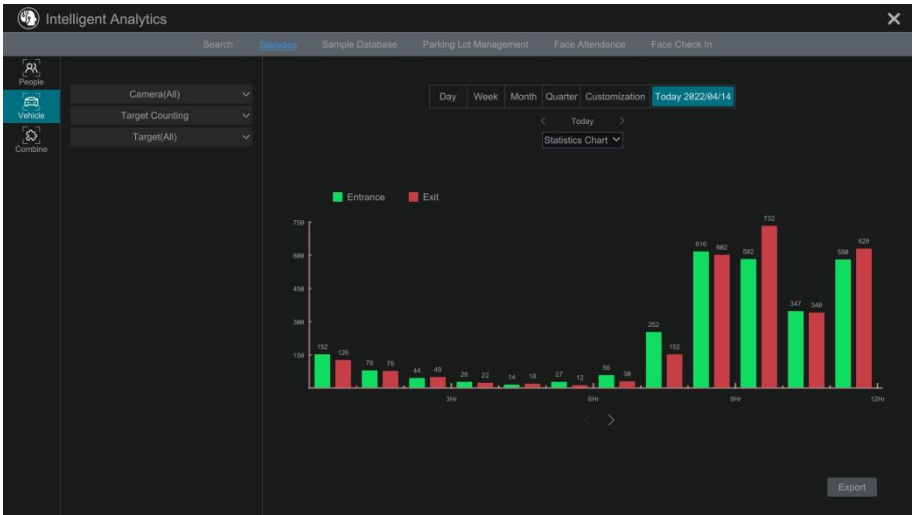 Intelligent Analytics
Search Statistics Sample Database Parking Lot Management Face Attendance Face Check In
People
Vehicle
Combine
Camera(All)
Target Counting
Target(All)
Day Week Month Quarter Customization Today 2022/04/14
Today
Statistics Chart
Entrance Exit
750
600
450
300
150
152 126 78 76 44 49 26 22 14 18 27 12 56 30 252 152 616 602 582 732 347 340 580 628
3Hr 6Hr 9Hr 12Hr
Export